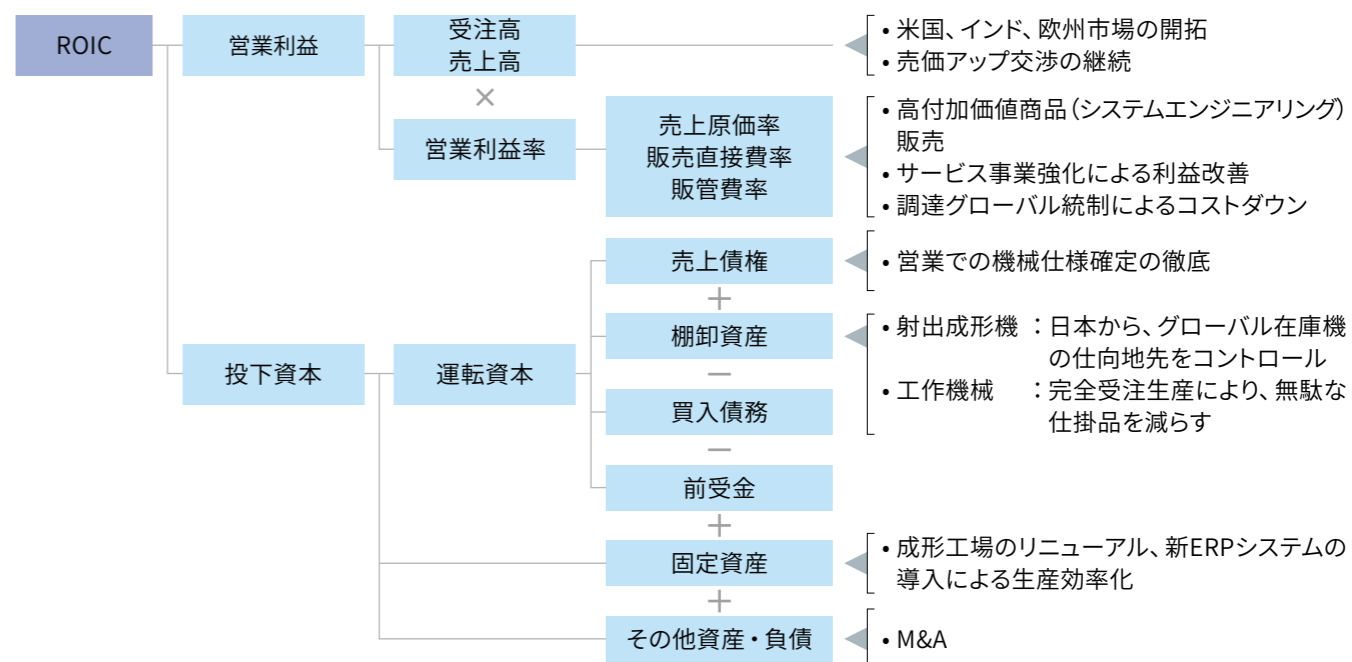 ROIC
営業利益
受注高
売上高
×
営業利益率
売上原価率
販売直接費率
販管費率
• 米国、インド、欧州市場の開拓
• 売価アップ交渉の継続
• 高付加価値商品（システムエンジニアリング）
販売
• サービス事業強化による利益改善
• 調達グローバル統制によるコストダウン
投下資本
運転資本
売上債権
＋
棚卸資産
－
買入債務
－
前受金
＋
固定資産
＋
その他資産・負債
• 営業での機械仕様確定の徹底
• 射出成形機 ：日本から、グローバル在庫機
の仕向地先をコントロール
• 工作機械 ：完全受注生産により、無駄な
仕掛品を減らす
• 成形工場のリニューアル、新ERPシステムの
導入による生産効率化
• M&A